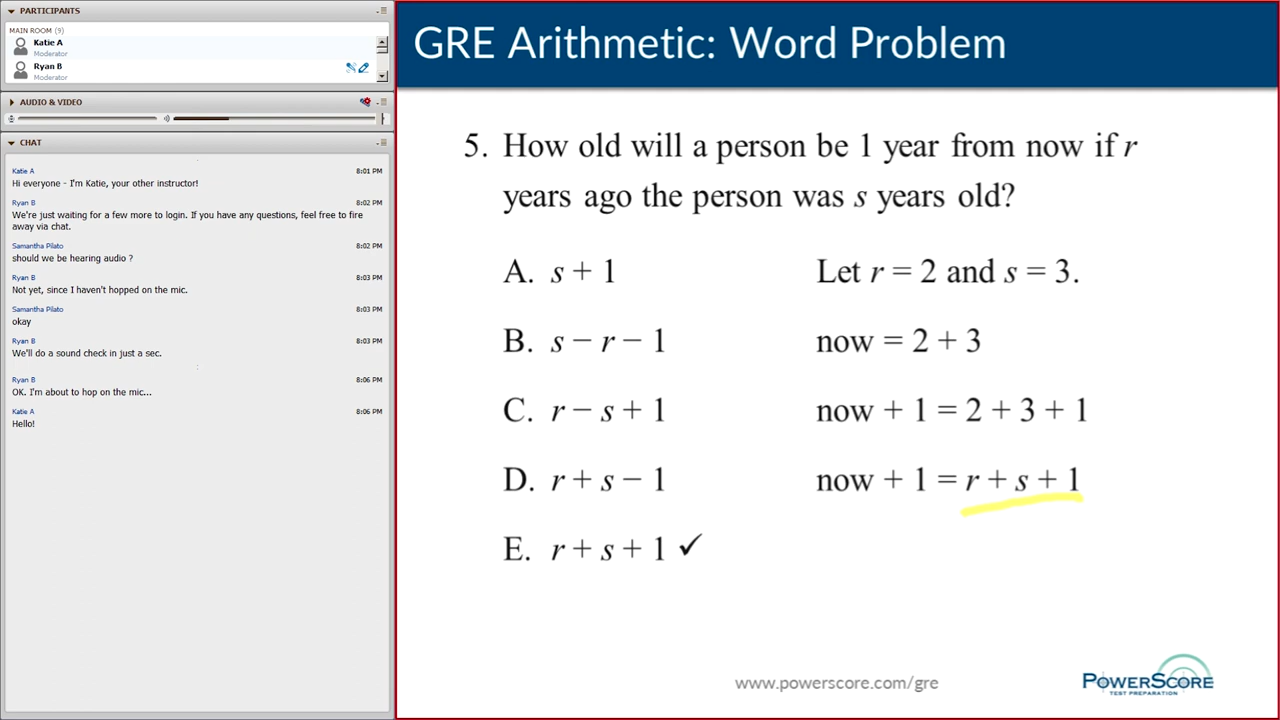 PARTICIPANTS
MAIN ROOM (9)
Katie A
Moderator
Ryan B
Moderator
AUDIO & VIDEO
CHAT
Katie A 8:01 PM
Hi everyone - I'm Katie, your other instructor!
Ryan B 8:02 PM
We're just waiting for a few more to login. If you have any questions, feel free to fire
away via chat.
Samantha Pilato 8:02 PM
should we be hearing audio ?
Ryan B 8:03 PM
Not yet, since I haven't hopped on the mic.
Samantha Pilato 8:03 PM
okay
Ryan B 8:03 PM
We'll do a sound check in just a sec.
Ryan B 8:06 PM
OK. I'm about to hop on the mic...
Katie A 8:06 PM
Hello!
GRE Arithmetic: Word Problem
5. How old will a person be 1 year from now if r
years ago the person was s years old?
A. s + 1
Let r = 2 and s = 3.
B. s − r − 1
now = 2 + 3
C. r − s + 1
now + 1 = 2 + 3 + 1
D. r + s − 1
now + 1 = r + s + 1
E. r + s + 1 ✓
www.powerscore.com/gre
POWERSCORE
TEST PREPARATION